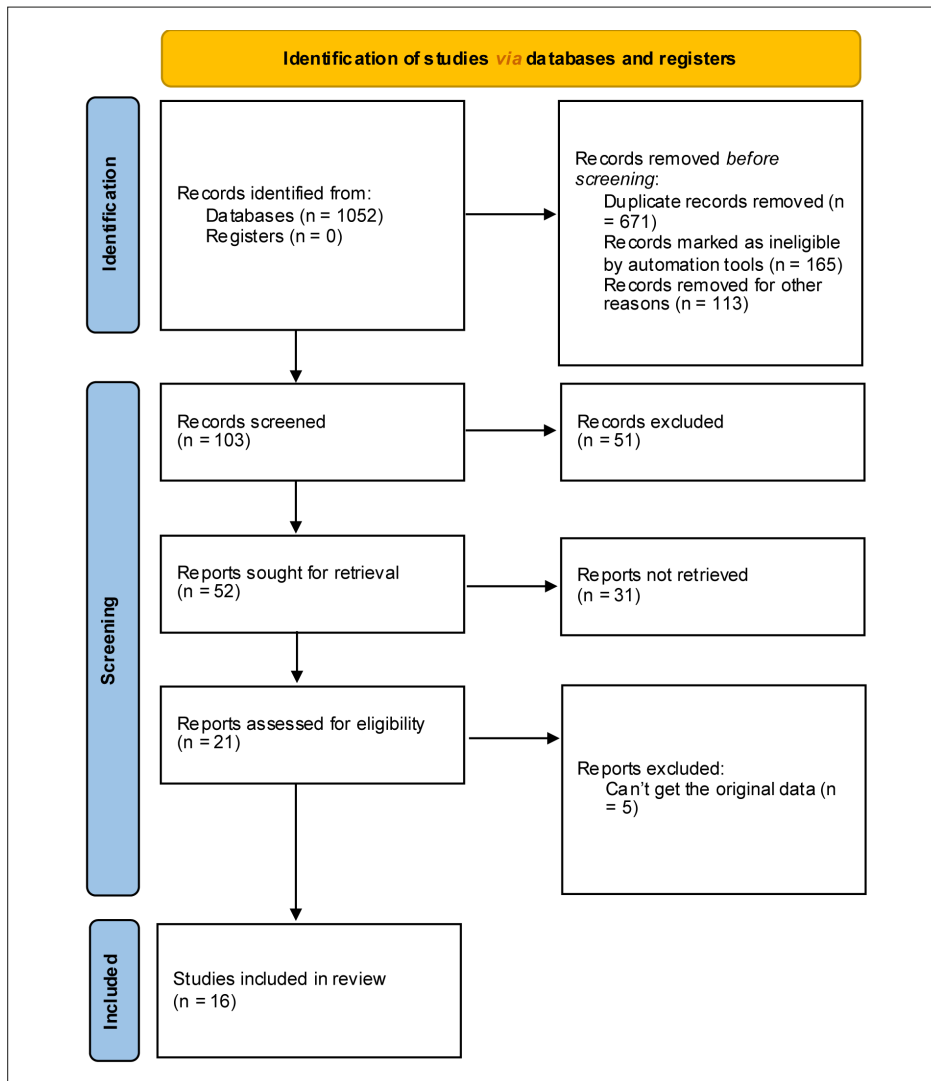 Identification of studies via databases and registers
Identification
Records identified from:
Databases (n = 1052)
Registers (n = 0)
Records removed before
screening:
Duplicate records removed (n
= 671)
Records marked as ineligible
by automation tools (n = 165)
Records removed for other
reasons (n = 113)
Screening
Records screened
(n = 103)
Records excluded
(n = 51)
Reports sought for retrieval
(n = 52)
Reports not retrieved
(n = 31)
Reports assessed for eligibility
(n = 21)
Reports excluded:
Can't get the original data (n
= 5)
Included
Studies included in review
(n = 16)